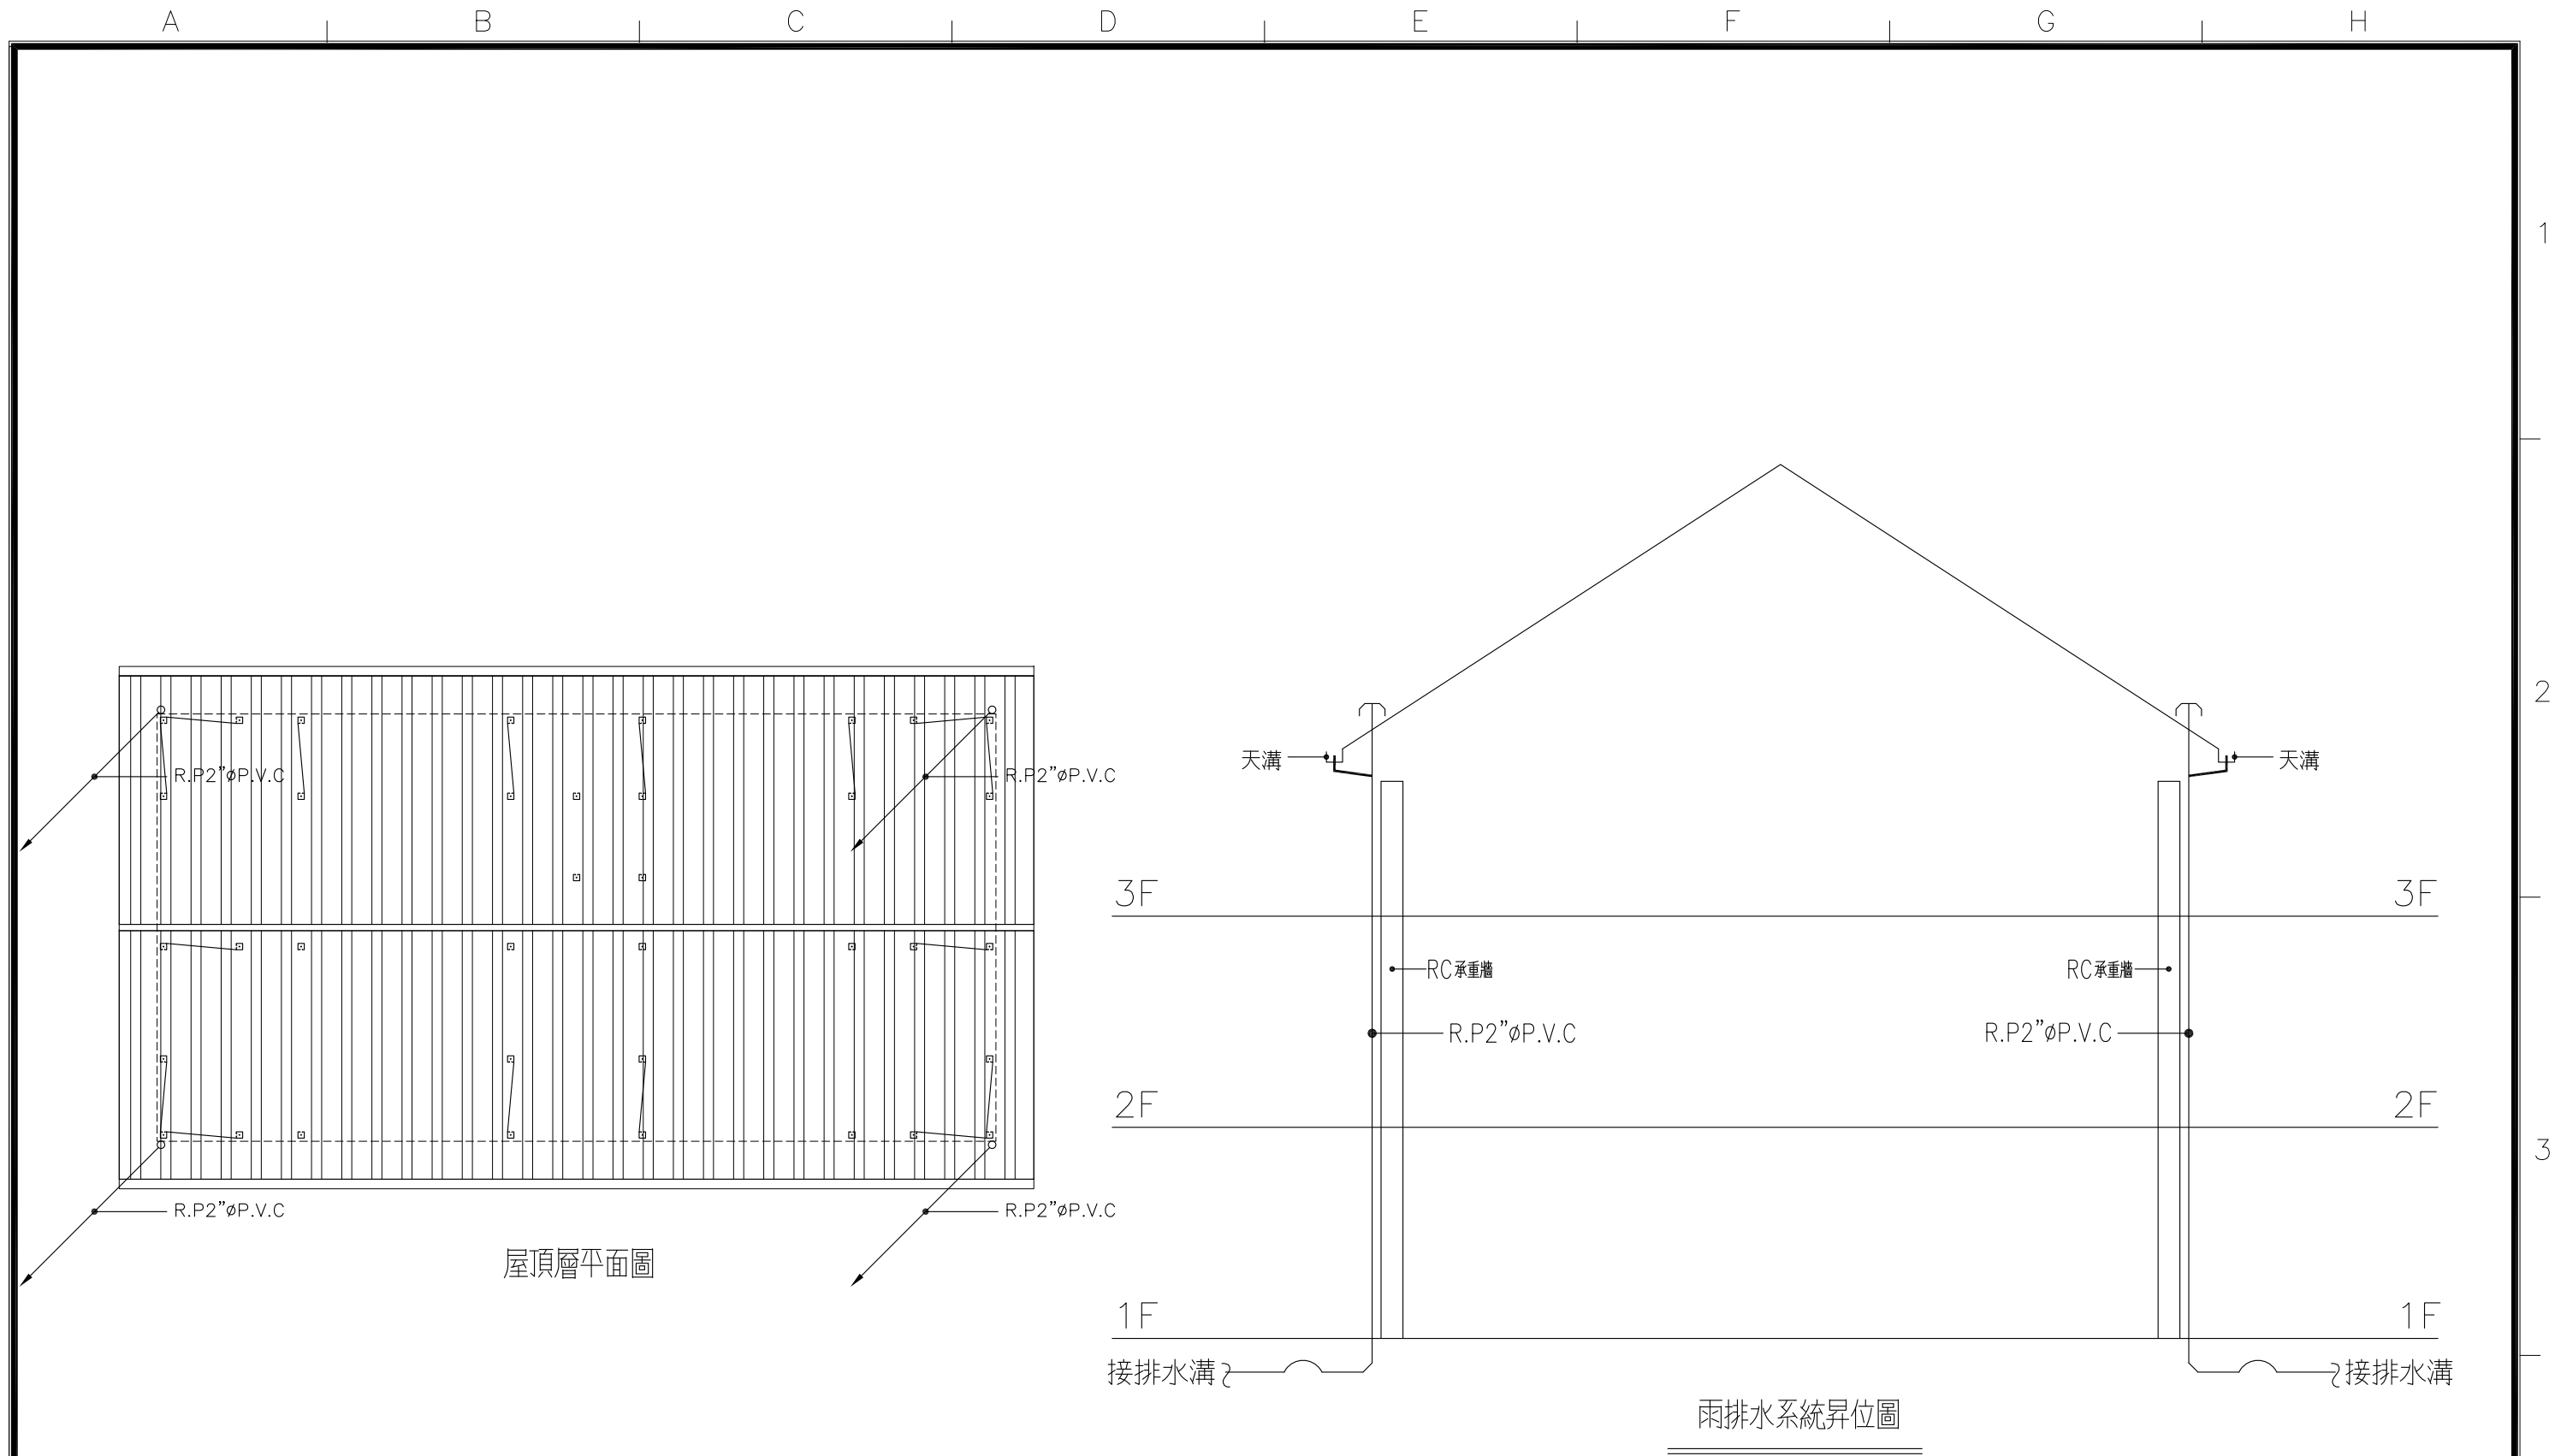 A B C D E F G H
1
2
3
R.P2"øP.V.C
R.P2"øP.V.C
R.P2"øP.V.C
R.P2"øP.V.C
屋頂層平面圖
天溝
天溝
3F 3F
RC承重牆 RC承重牆
R.P2"øP.V.C R.P2"øP.V.C
2F 2F
1F 1F
接排水溝 接排水溝
雨排水系統昇位圖